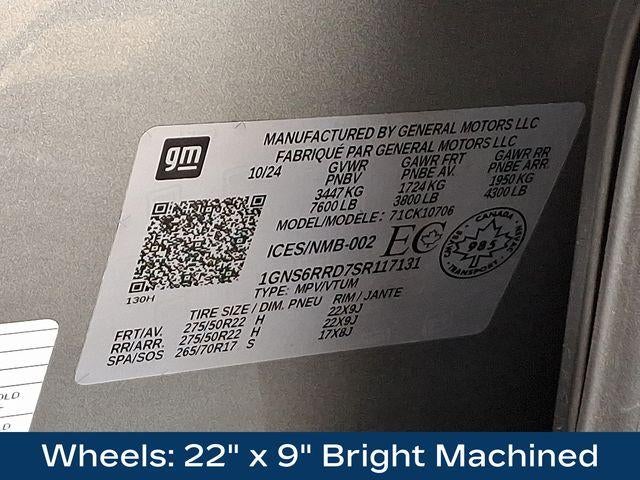 gm
MANUFACTURED BY GENERAL MOTORS LLC
FABRIQUÉ PAR GENERAL MOTORS LLC
10/24 GVWR GAWR FRT GAWR RR
PNBV PNBE AV. PNBE ARR.
3447 KG 1724 KG 1950 KG
7600 LB 3800 LB 4300 LB
MODEL/MODELE: 71CK10706
ICES/NMB-002 EC
CANADA
985
TRANSPORT
1GNS6RRD7SR117131
TYPE: MPV/VTUM
130H
TIRE SIZE / DIM. PNEU RIM / JANTE
FRT/AV. 275/50R22 H 22X9J
RR/ARR. 275/50R22 H 22X9J
SPA/SOS 265/70R17 S 17X8J
OLD
LD
Wheels: 22" x 9" Bright Machined